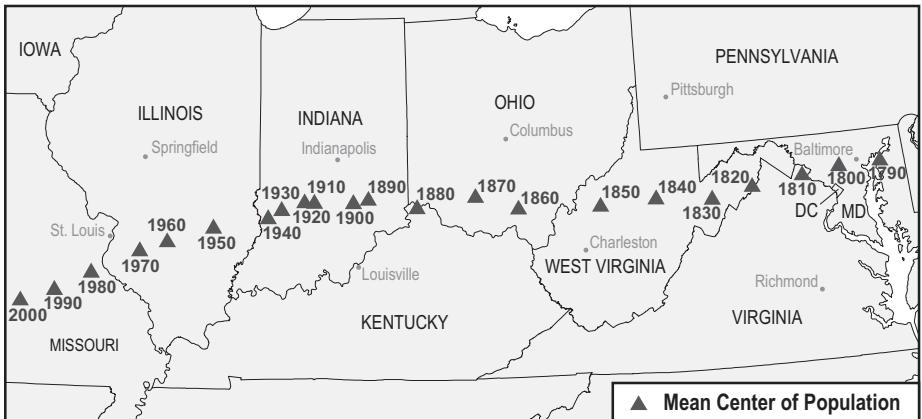 IOWA
PENNSYLVANIA
Pittsburgh
ILLINOIS
INDIANA
OHIO
Columbus
Springfield
Indianapolis
Baltimore
1930
1910
1890
1880
1870
1860
1850
1840
1820
1810
1800
1790
1920
1900
1940
1830
DC
MD
1960
1950
St. Louis
1970
Charleston
WEST VIRGINIA
Louisville
Richmond
1980
1990
2000
KENTUCKY
VIRGINIA
MISSOURI
Mean Center of Population